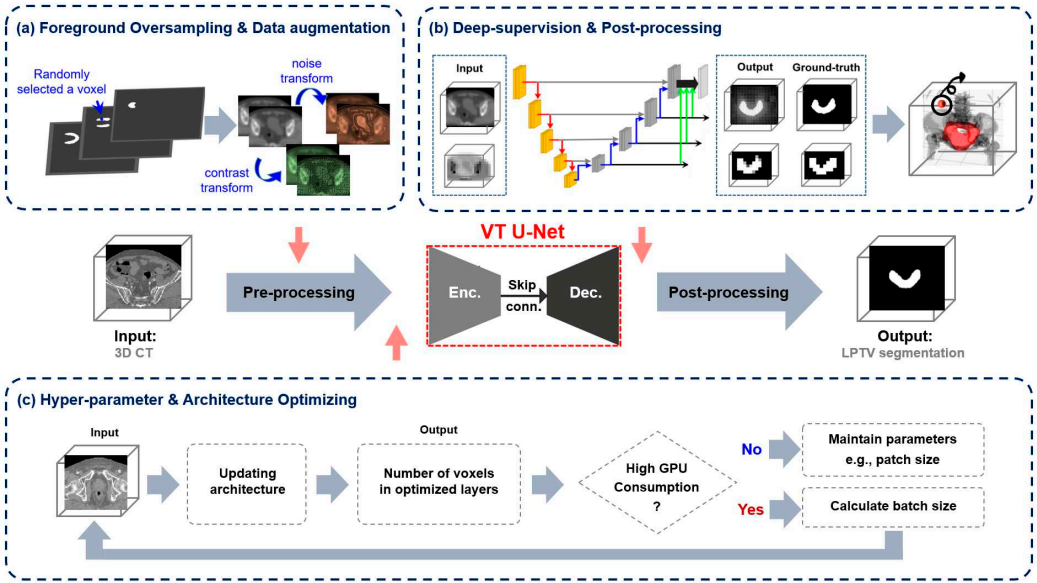 (a) Foreground Oversampling & Data augmentation
Randomly
selected a voxel
noise
transform
contrast
transform
(b) Deep-supervision & Post-processing
Input
Output
Ground-truth
VT U-Net
Pre-processing
Enc.
Skip
conn.
Dec.
Post-processing
Input:
3D CT
Output:
LPTV segmentation
(c) Hyper-parameter & Architecture Optimizing
Input
Updating
architecture
Output
Number of voxels
in optimized layers
High GPU
Consumption
?
No
Maintain parameters
e.g., patch size
Yes
Calculate batch size